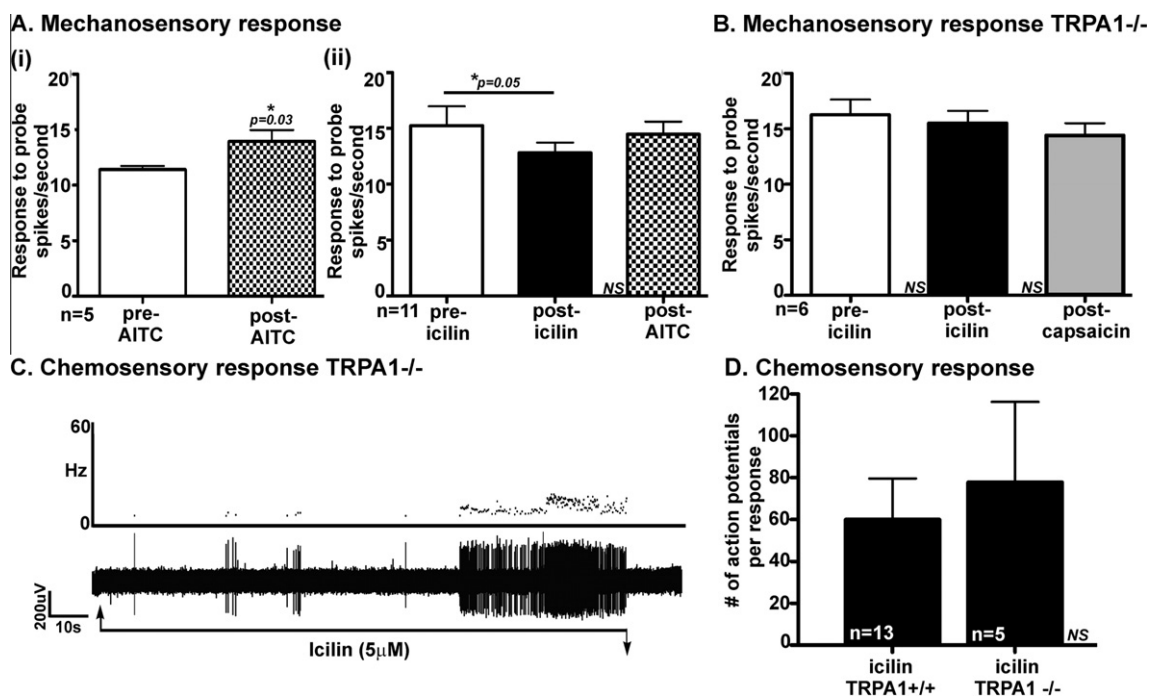 A. Mechanosensory response
(i)
Response to probe
spikes/second
20
15
10
5
0
*
p=0.03
n=5
pre-
AITC
post-
AITC
(ii)
Response to probe
spikes/second
20
15
10
5
0
*p=0.05
NS
n=11
pre-
icilin
post-
icilin
post-
AITC
B. Mechanosensory response TRPA1-/-
Response to probe
spikes/second
20
15
10
5
0
NS
NS
n=6
pre-
icilin
post-
icilin
post-
capsaicin
C. Chemosensory response TRPA1-/-
60
Hz
0
200uV
10s
Icilin (5μM)
D. Chemosensory response
# of action potentials
per response
120
100
80
60
40
20
0
n=13
n=5
NS
icilin
TRPA1+/+
icilin
TRPA1 -/-